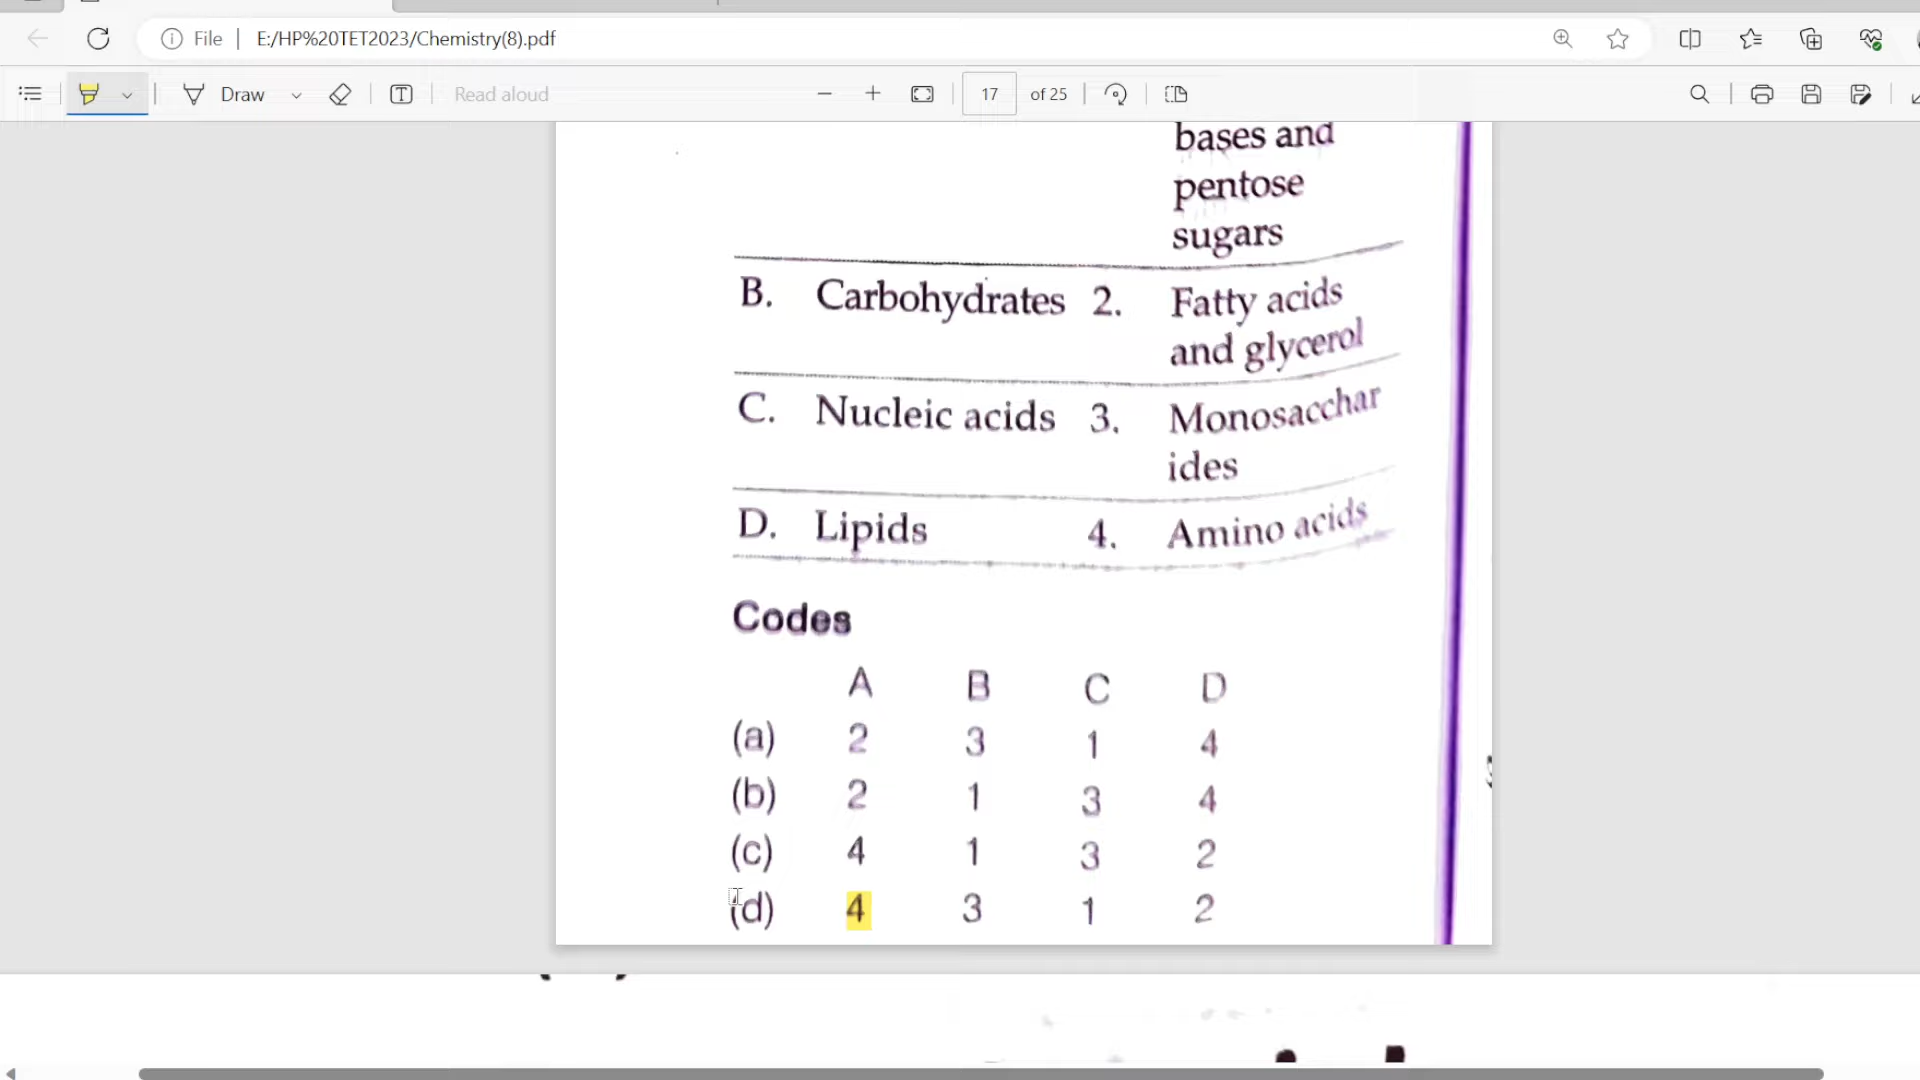 File | E:/HP%20TET2023/Chemistry(8).pdf
Draw Read aloud 17 of 25
bases and
pentose
sugars
B. Carbohydrates 2. Fatty acids
and glycerol
C. Nucleic acids 3. Monosacchar
ides
D. Lipids 4. Amino acids
Codes
A B C D
(a) 2 3 1 4
(b) 2 1 3 4
(c) 4 1 3 2
(d) 4 3 1 2